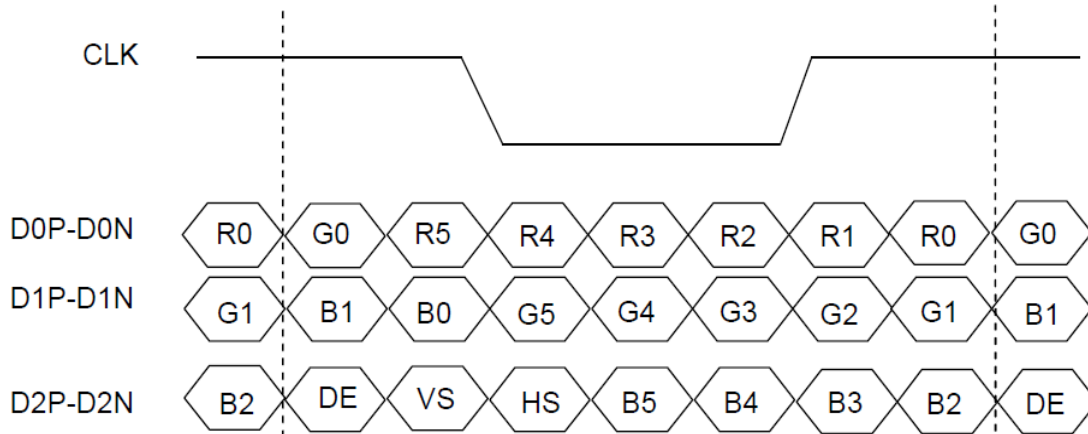 CLK
D0P-D0N R0 G0 R5 R4 R3 R2 R1 R0 G0
D1P-D1N G1 B1 B0 G5 G4 G3 G2 G1 B1
D2P-D2N B2 DE VS HS B5 B4 B3 B2 DE